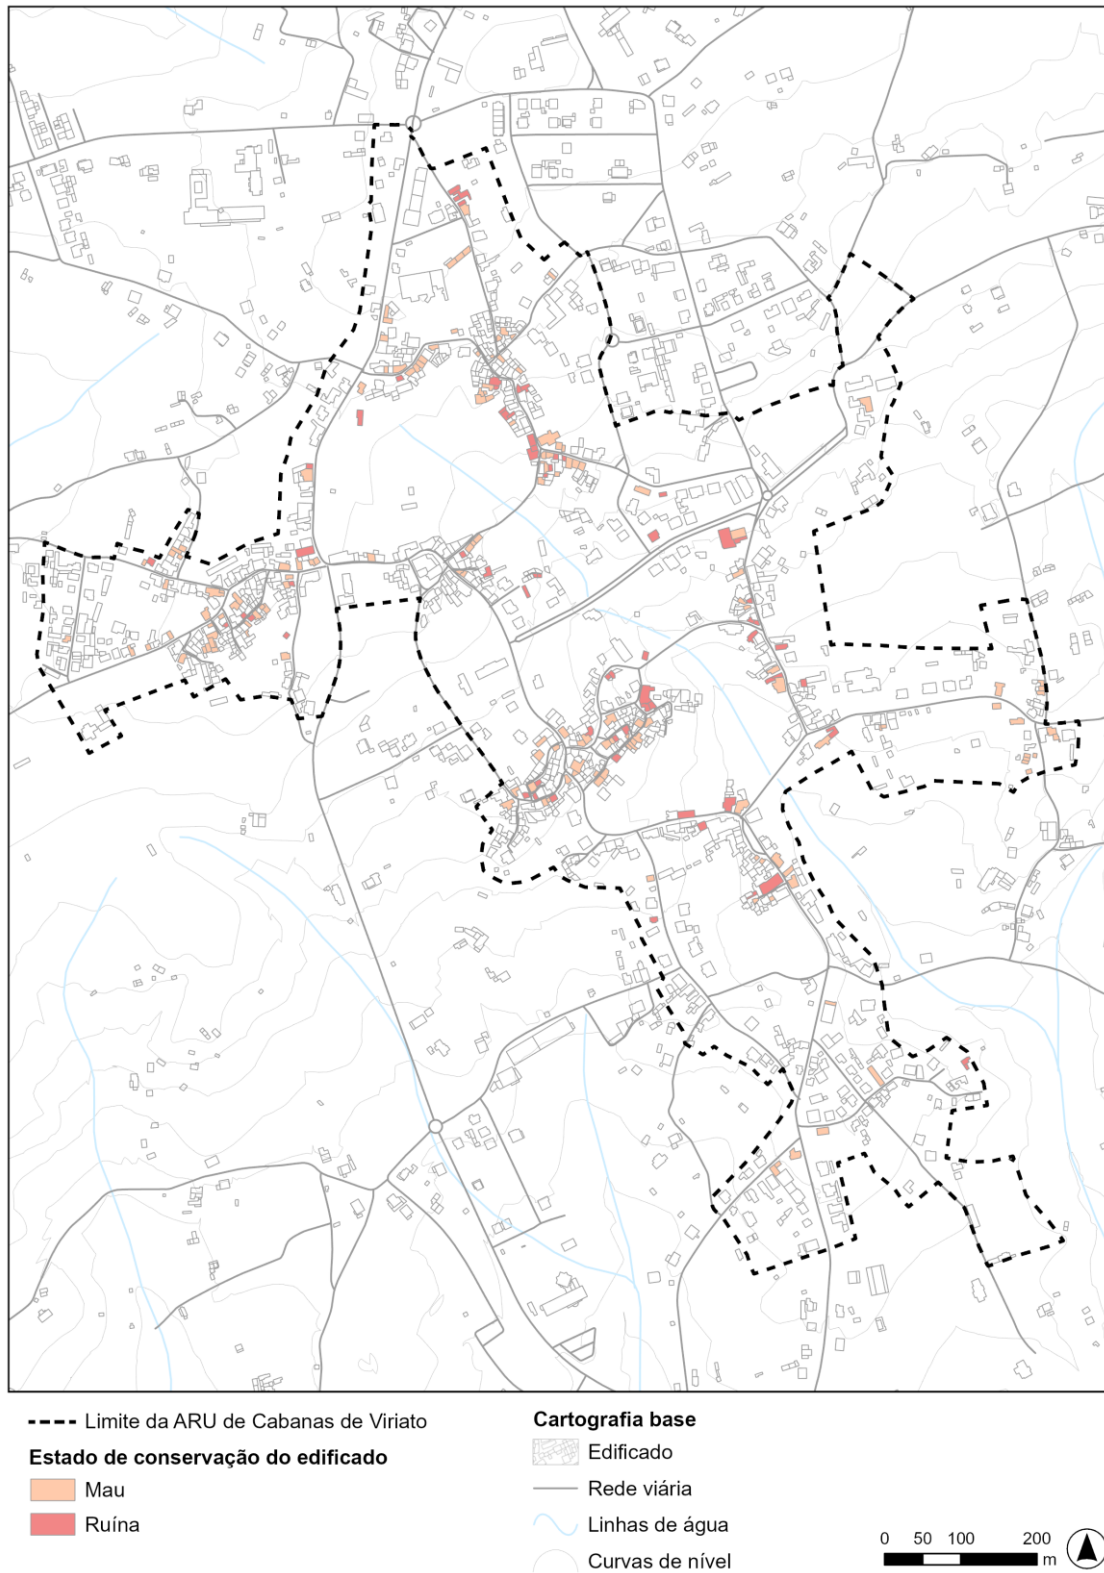 Limite da ARU de Cabanas de Viriato
Estado de conservação do edificado
Mau
Ruína
Cartografia base
Edificado
Rede viária
Linhas de água
Curvas de nível
0 50 100 200
m